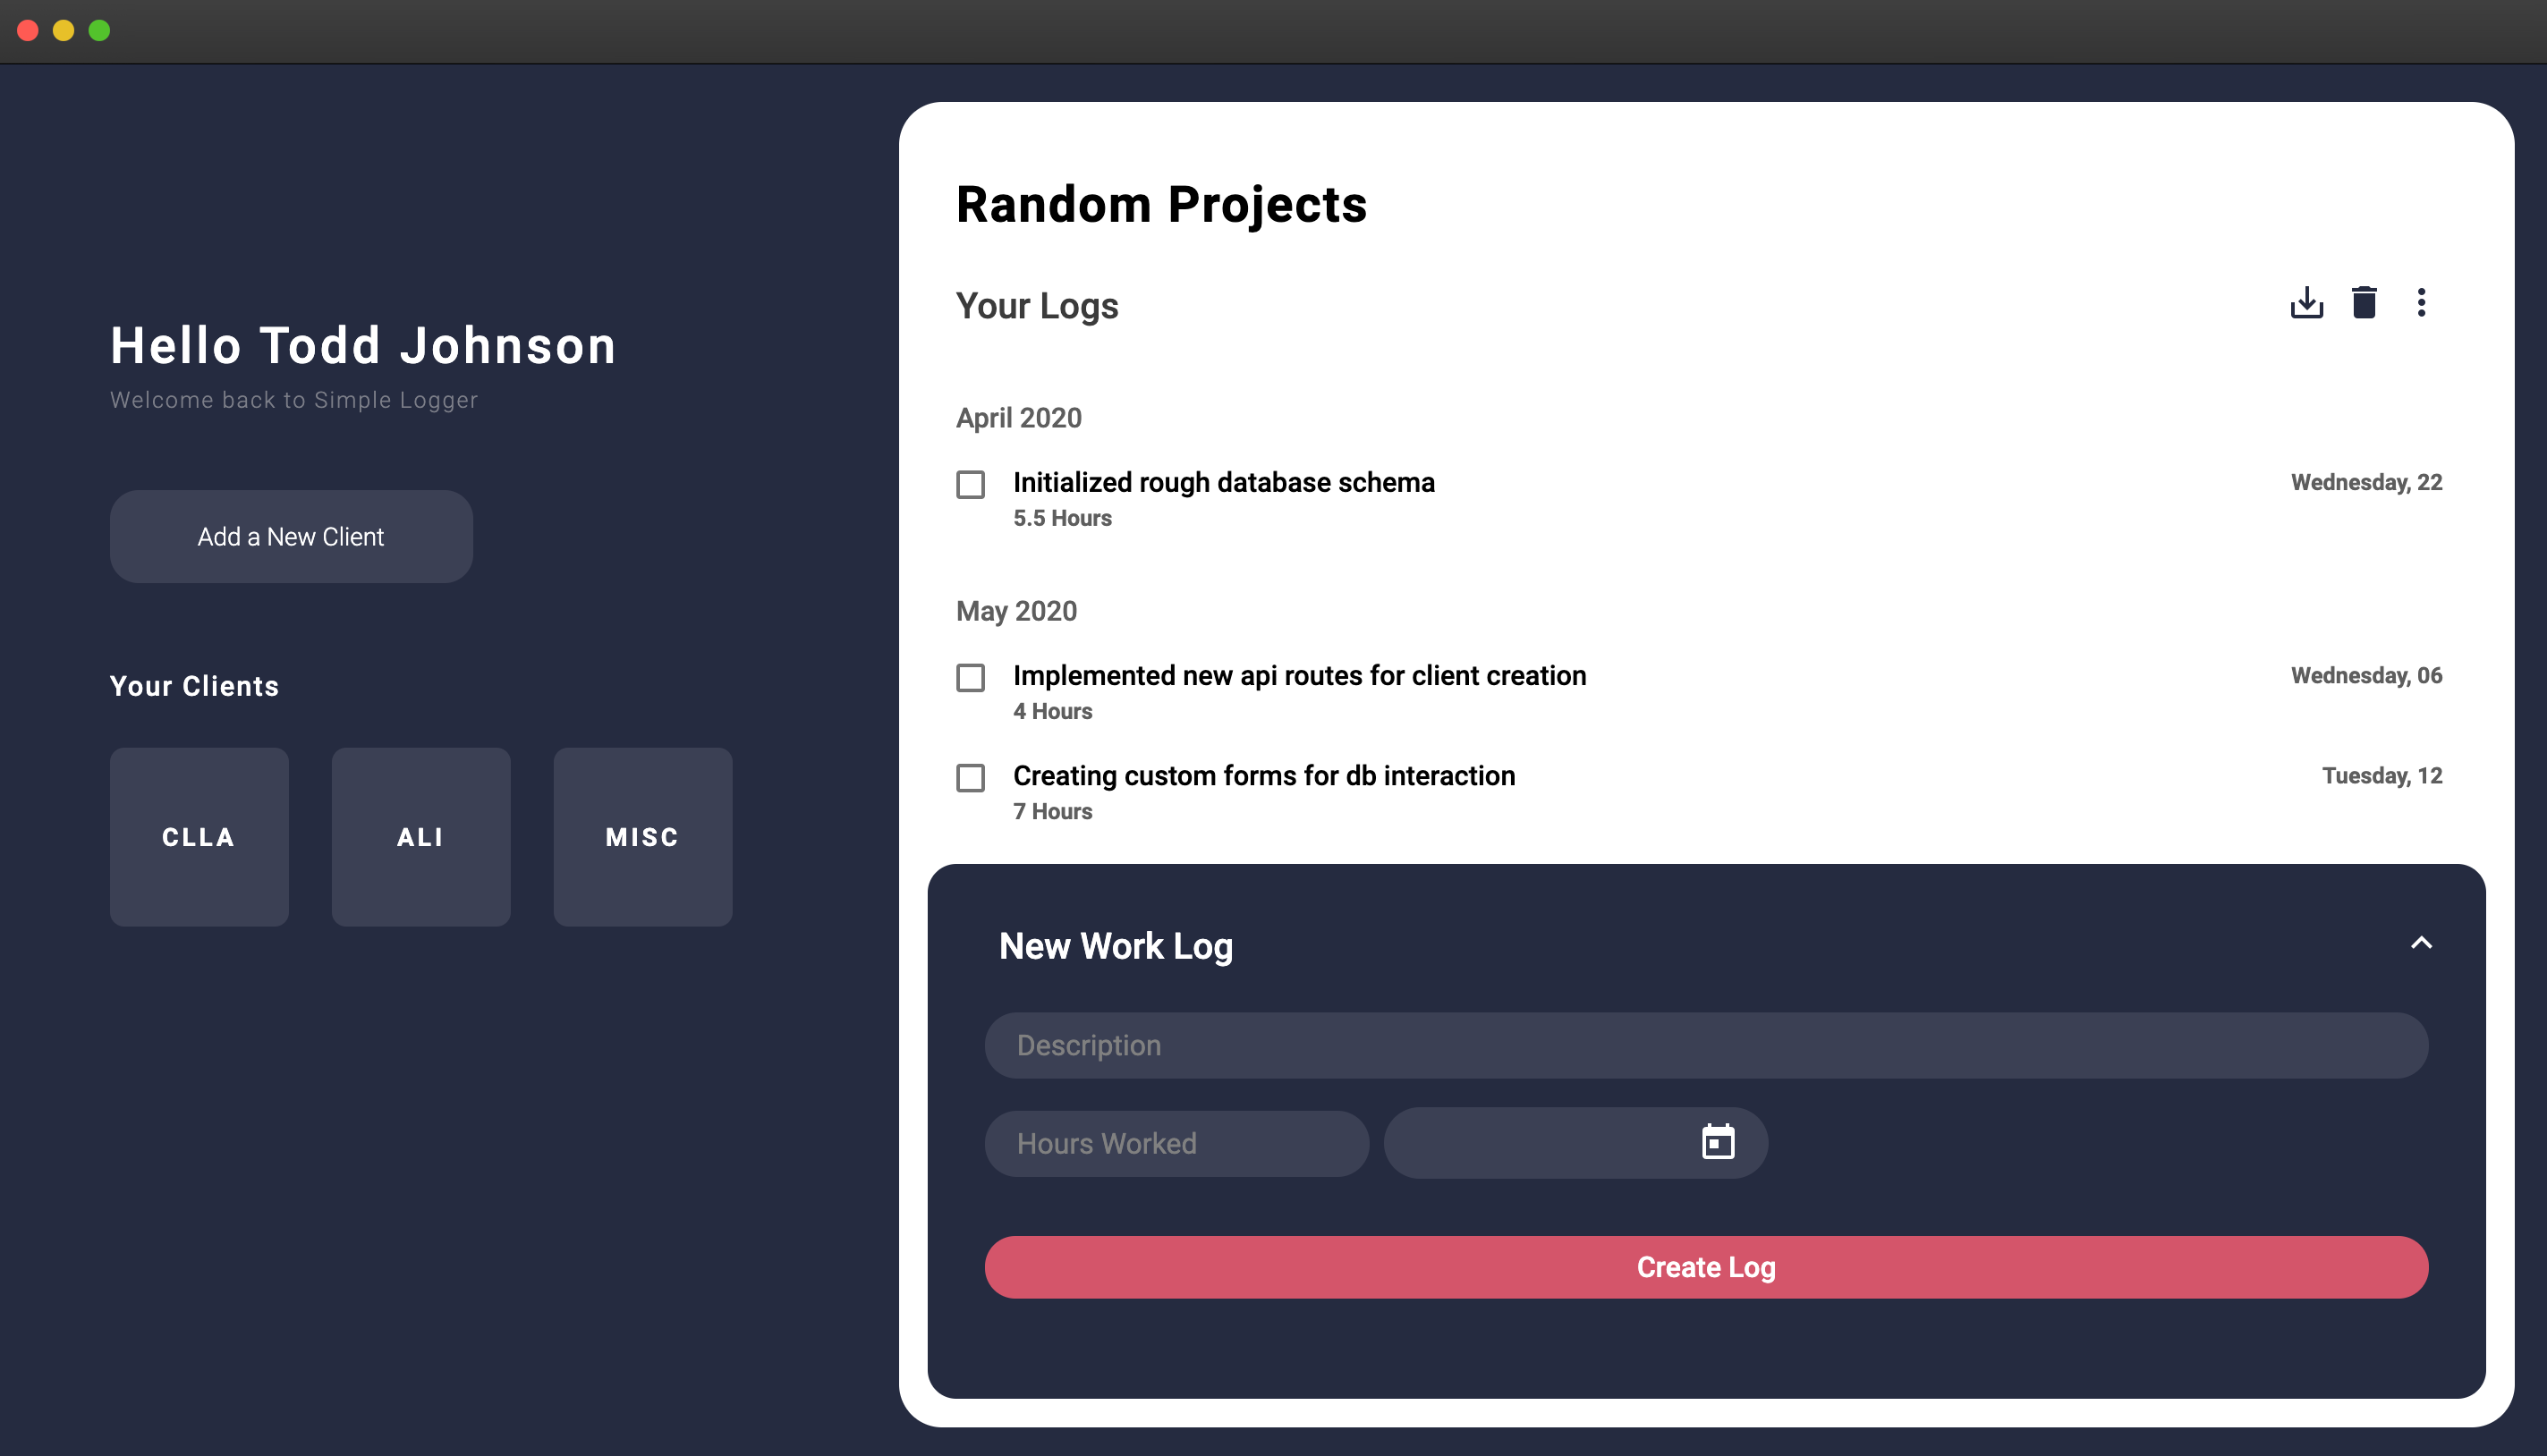 Hello Todd Johnson
Welcome back to Simple Logger
Add a New Client
Your Clients
CLLA
ALI
MISC
Random Projects
Your Logs
April 2020
Initialized rough database schema
Wednesday, 22
5.5 Hours
May 2020
Implemented new api routes for client creation
Wednesday, 06
4 Hours
Creating custom forms for db interaction
Tuesday, 12
7 Hours
New Work Log
Description
Hours Worked
Create Log